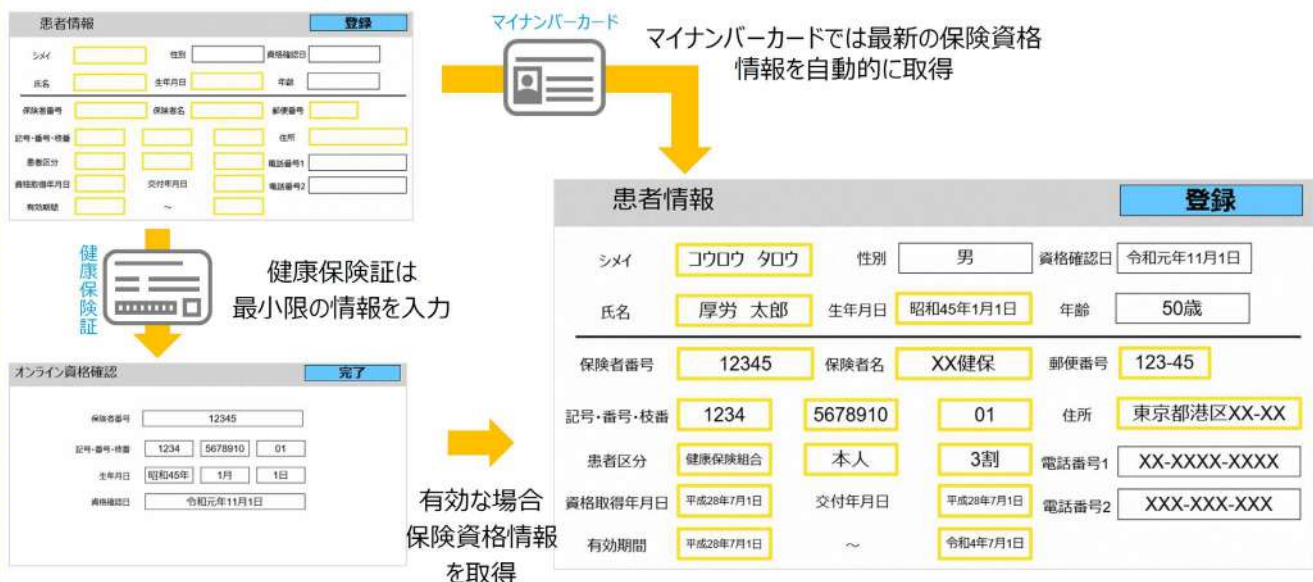 患者情報 登録
シメイ 性別 資格確認日
氏名 生年月日 年齢
保険者番号 保険者名 郵便番号
記号・番号・枝番 住所
患者区分 電話番号1
資格取得年月日 交付年月日 電話番号2
有効期間 ～
マイナンバーカード
マイナンバーカードでは最新の保険資格
情報を自動的に取得
健康保険証
健康保険証は
最小限の情報を入力
オンライン資格確認 完了
保険者番号 12345
記号・番号・枝番 1234 5678910 01
生年月日 昭和45年 1月 1日
資格確認日 令和元年11月1日
有効な場合
保険資格情報
を取得
患者情報 登録
シメイ コウロウ タロウ 性別 男 資格確認日 令和元年11月1日
氏名 厚労 太郎 生年月日 昭和45年1月1日 年齢 50歳
保険者番号 12345 保険者名 XX健保 郵便番号 123-45
記号・番号・枝番 1234 5678910 01 住所 東京都港区XX-XX
患者区分 健康保険組合 本人 3割 電話番号1 XX-XXXX-XXXX
資格取得年月日 平成28年7月1日 交付年月日 平成28年7月1日 電話番号2 XXX-XXX-XXX
有効期間 平成28年7月1日 ～ 令和4年7月1日